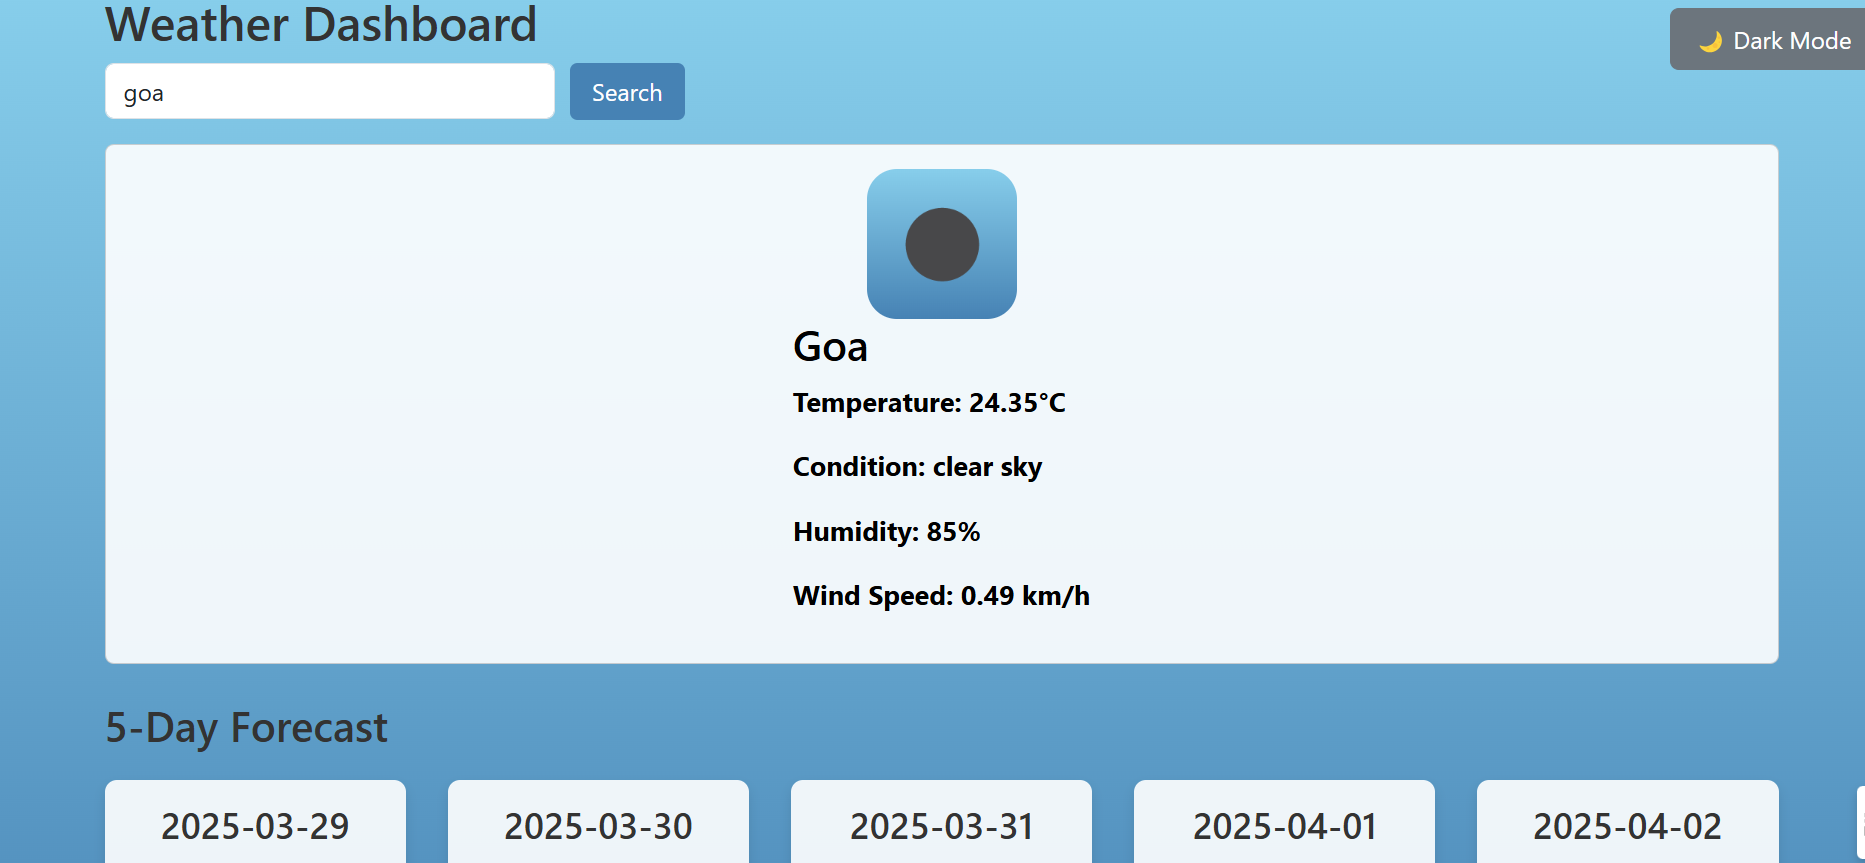 Weather Dashboard
🌙 Dark Mode
goa
Search
Goa
Temperature: 24.35°C
Condition: clear sky
Humidity: 85%
Wind Speed: 0.49 km/h
5-Day Forecast
2025-03-29
2025-03-30
2025-03-31
2025-04-01
2025-04-02